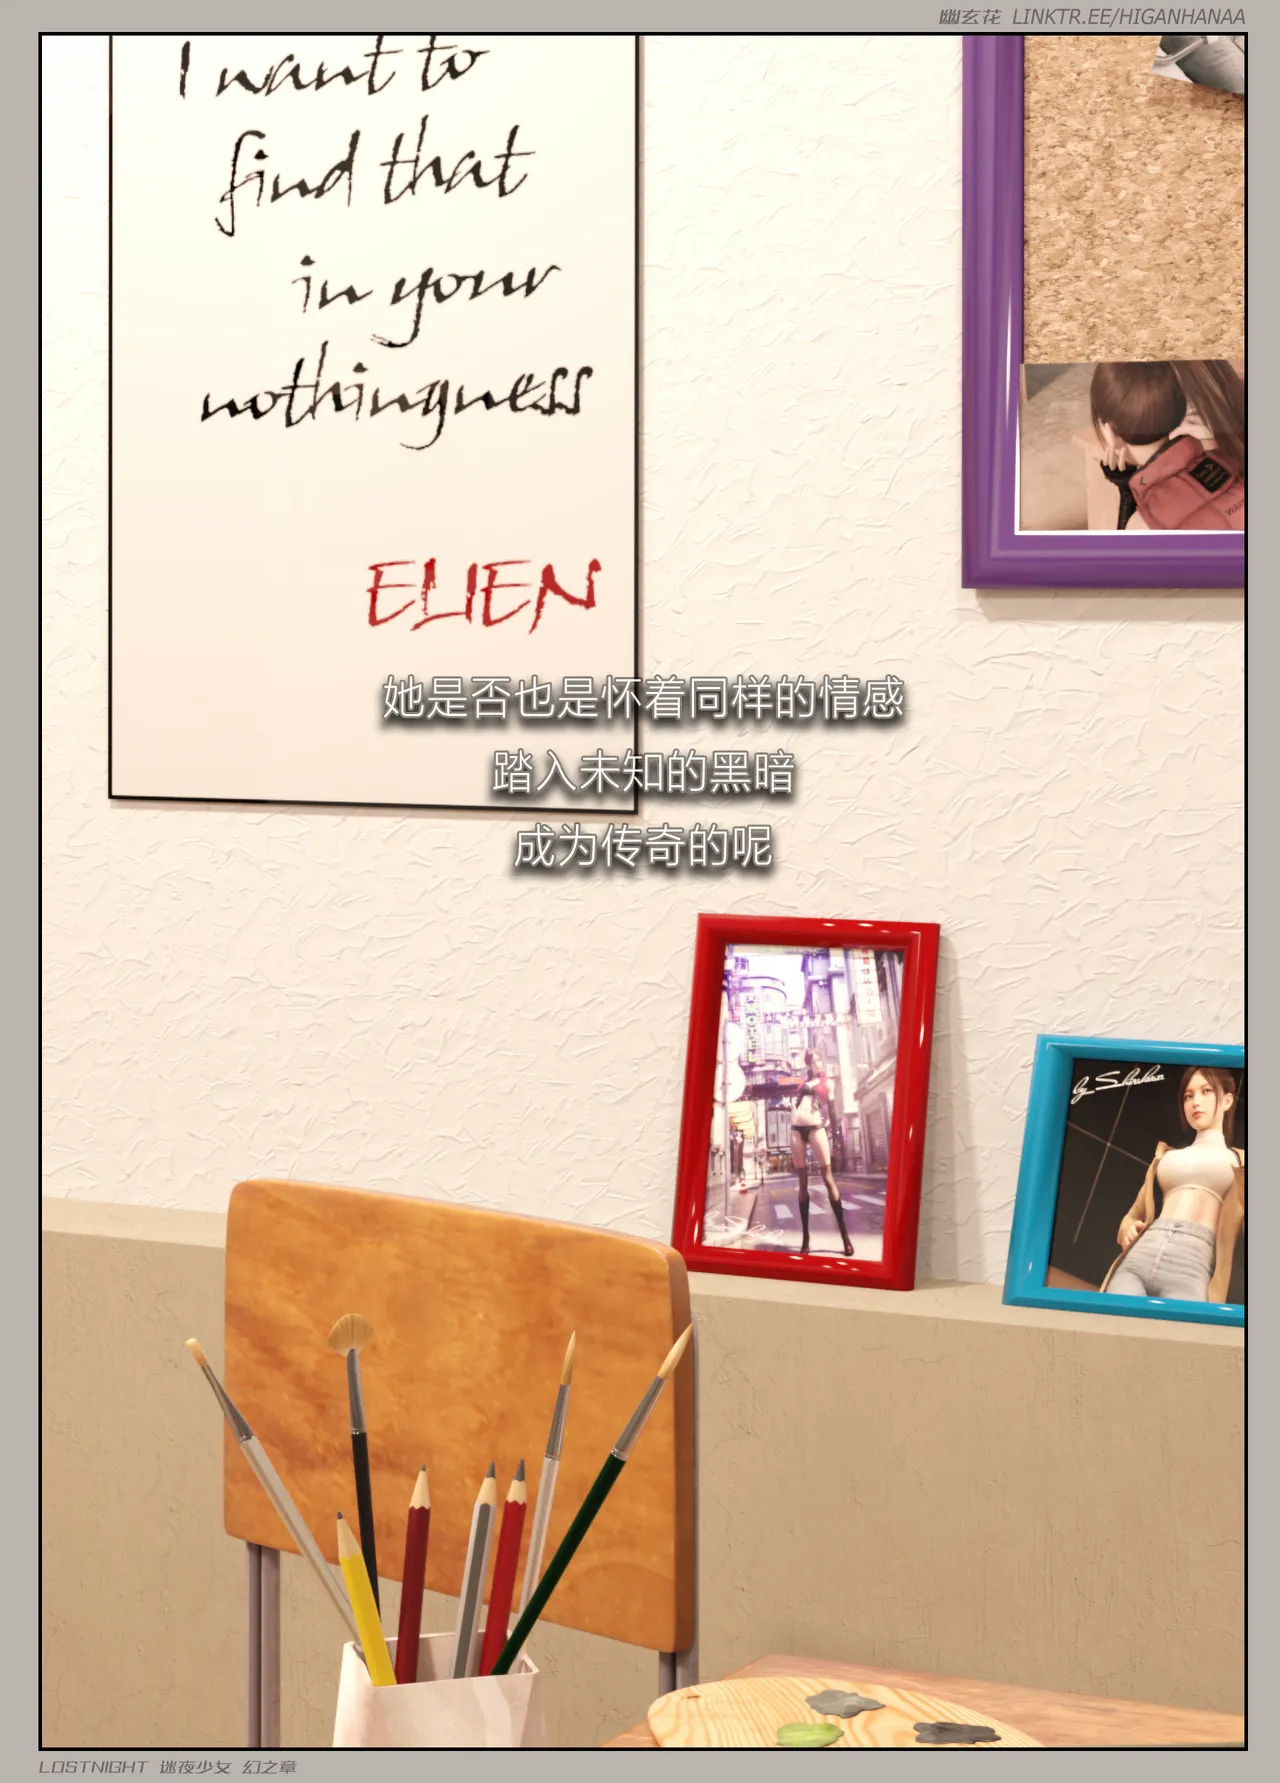 幽玄花 LINKTR.EE/HIGANHANAA
I want to
find that
in your
nothingness
ELIEN
她是否也是怀着同样的情感
踏入未知的黑暗
成为传奇的呢
LOSTNIGHT 迷夜少女 幻之章